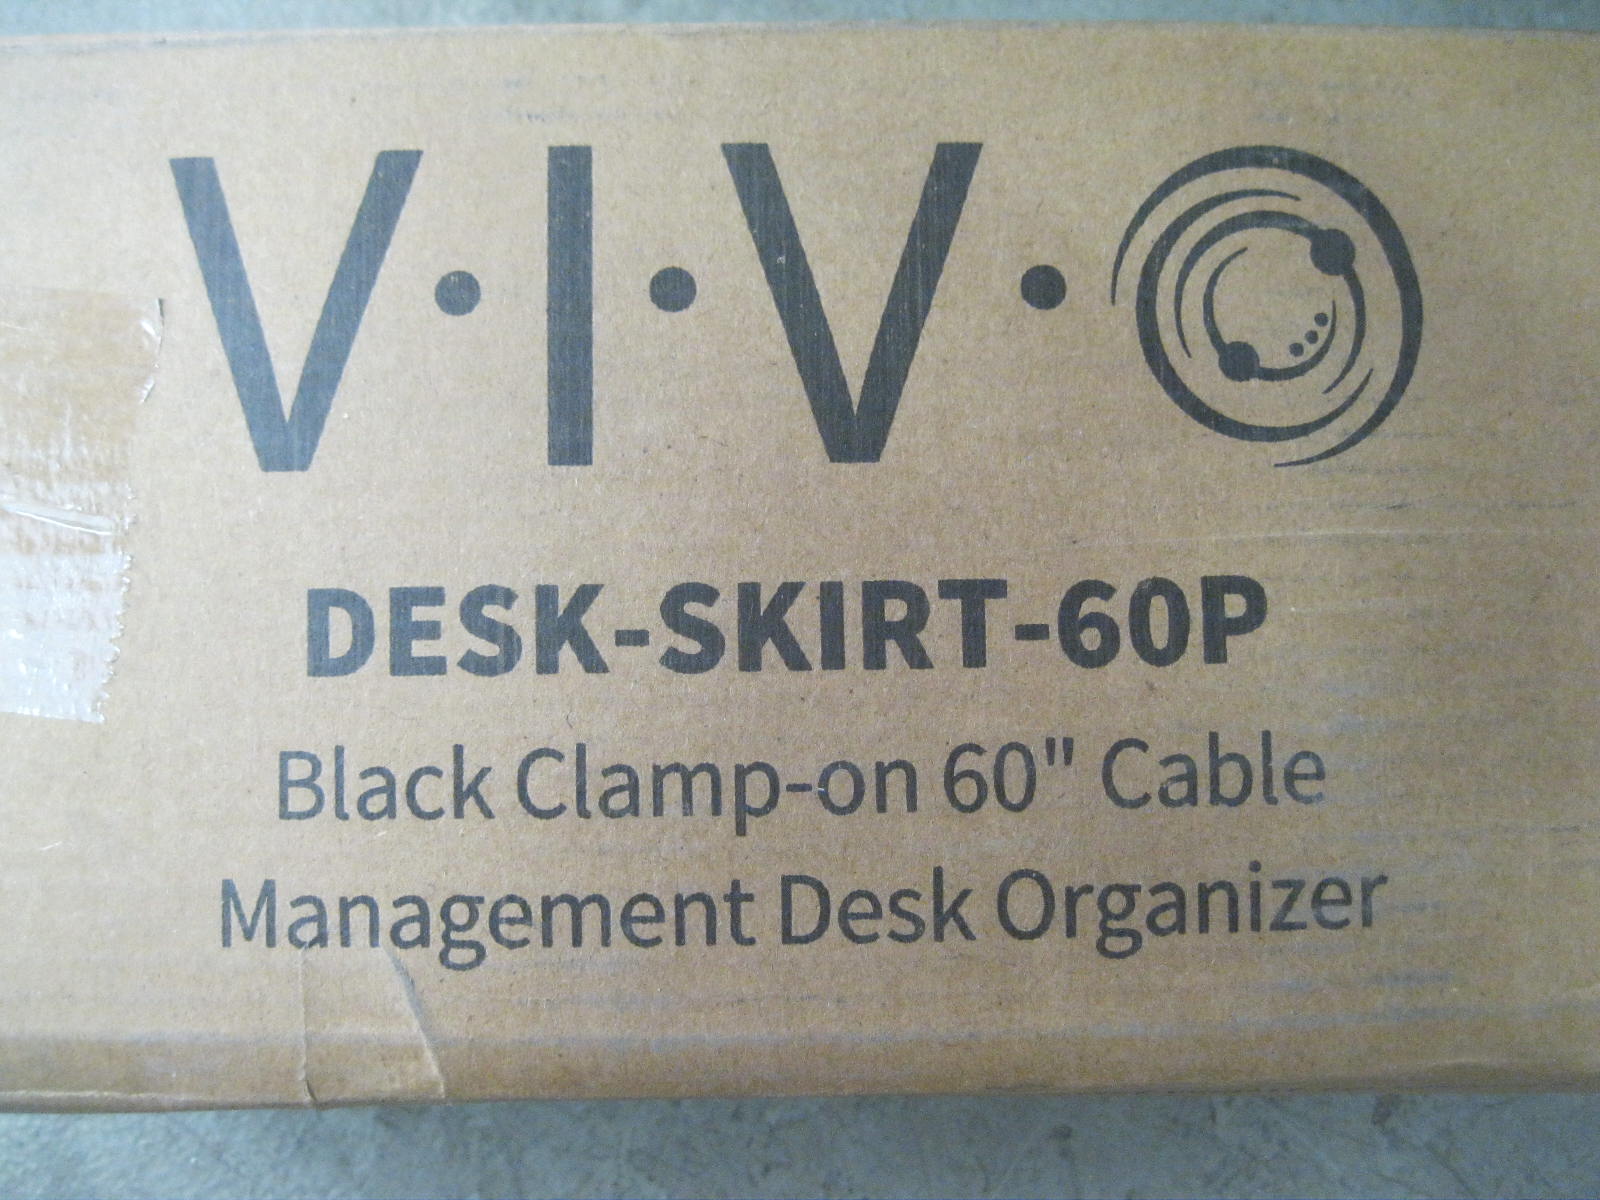 V·I·V·O
DESK-SKIRT-60P
Black Clamp-on 60" Cable
Management Desk Organizer